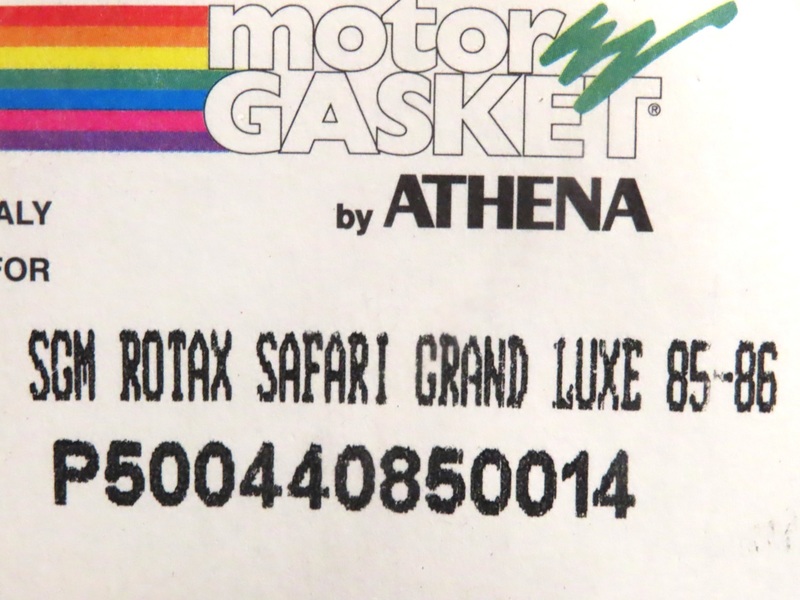 motor
GASKET®
by ATHENA
ALY
FOR
SGM ROTAX SAFARI GRAND LUXE 85-86
P500440850014